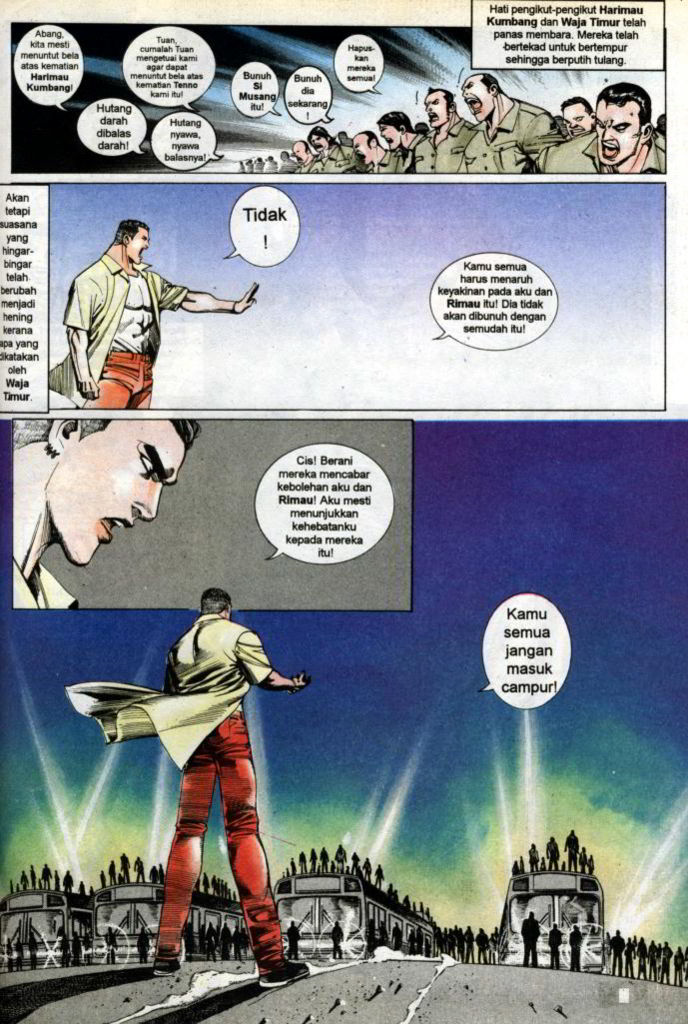 Hati pengikut-pengikut Harimau
Kumbang dan Waja Timur telah
panas membara. Mereka telah
bertekad untuk bertempur
sehingga berputih tulang.
Abang,
kita mesti
menuntut bela
atas kematian
Harimau
Kumbang!
Hutang
darah
dibalas
darah!
Tuan,
cumalah Tuan
mengetuai kami
agar dapat
menuntut bela atas
kematian Tenno
kami itu!
Hutang
nyawa,
nyawa
balasnya!
Bunuh
Si
Musang
itu!
Bunuh
dia
sekarang
!
Hapus-
kan
mereka
semua!
Akan
tetapi
suasana
yang
hingar-
bingar
telah
berubah
menjadi
hening
kerana
apa yang
dikatakan
oleh
Waja
Timur.
Tidak
!
Kamu semua
harus menaruh
keyakinan pada aku dan
Rimau itu! Dia tidak
akan dibunuh dengan
semudah itu!
Cis! Berani
mereka mencabar
kebolehan aku dan
Rimau! Aku mesti
menunjukkan
kehebatanku
kepada mereka
itu!
Kamu
semua
jangan
masuk
campur!